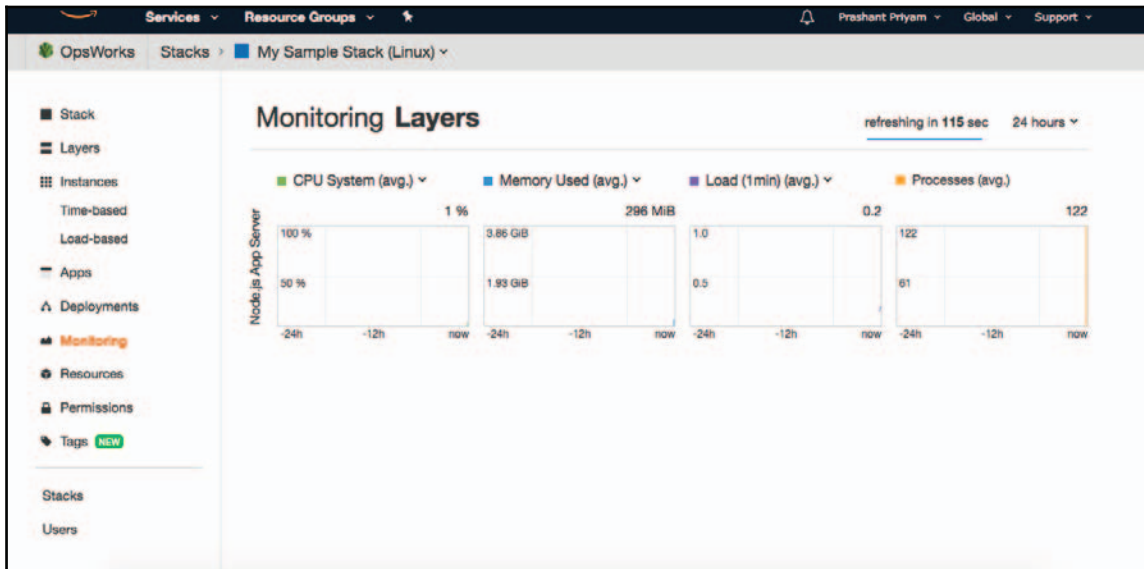 Services Resource Groups Prashant Priyam Global Support
OpsWorks Stacks My Sample Stack (Linux)
Stack
Layers
Instances
Time-based
Load-based
Apps
Deployments
Monitoring
Resources
Permissions
Tags NEW
Stacks
Users
Monitoring Layers
refreshing in 115 sec 24 hours
CPU System (avg.) Memory Used (avg.) Load (1min) (avg.) Processes (avg.)
1 % 296 MiB 0.2 122
Node.js App Server
100 % 3.86 GiB 1.0 122
50 % 1.93 GiB 0.5 61
-24h -12h now -24h -12h now -24h -12h now -24h -12h now